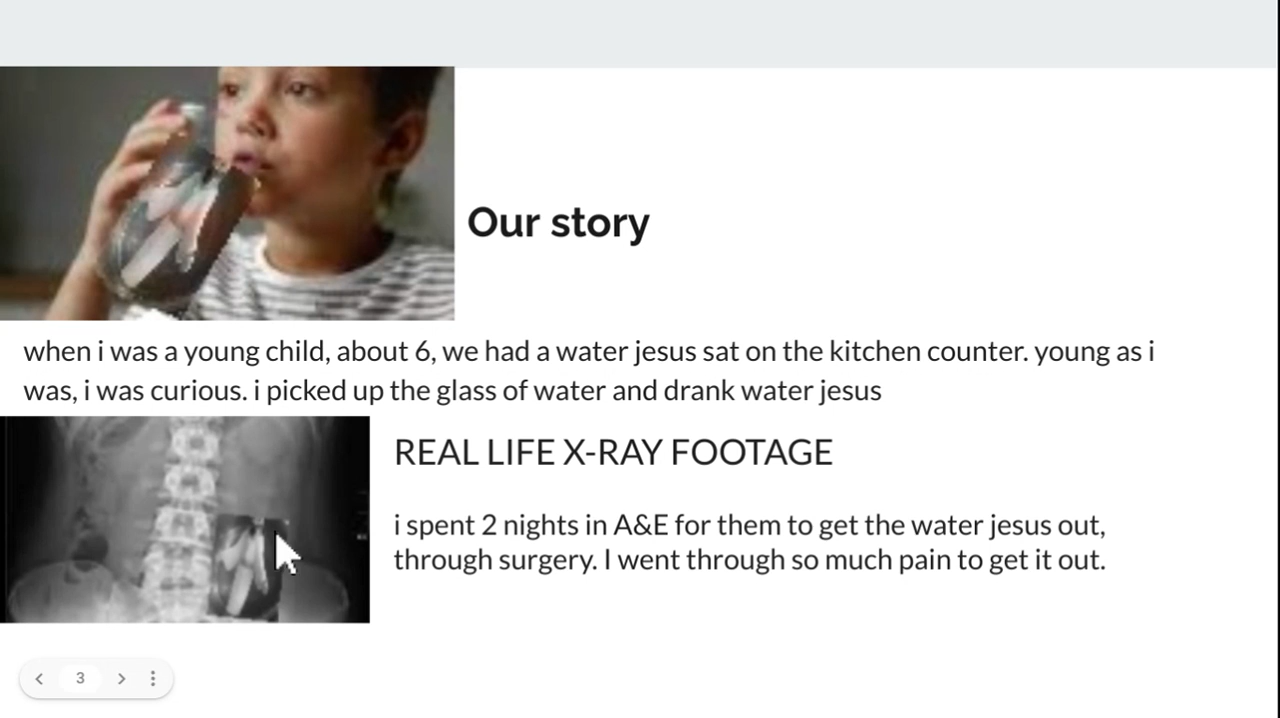 Our story
when i was a young child, about 6, we had a water jesus sat on the kitchen counter. young as i
was, i was curious. i picked up the glass of water and drank water jesus
REAL LIFE X-RAY FOOTAGE
i spent 2 nights in A&E for them to get the water jesus out,
through surgery. I went through so much pain to get it out.
3